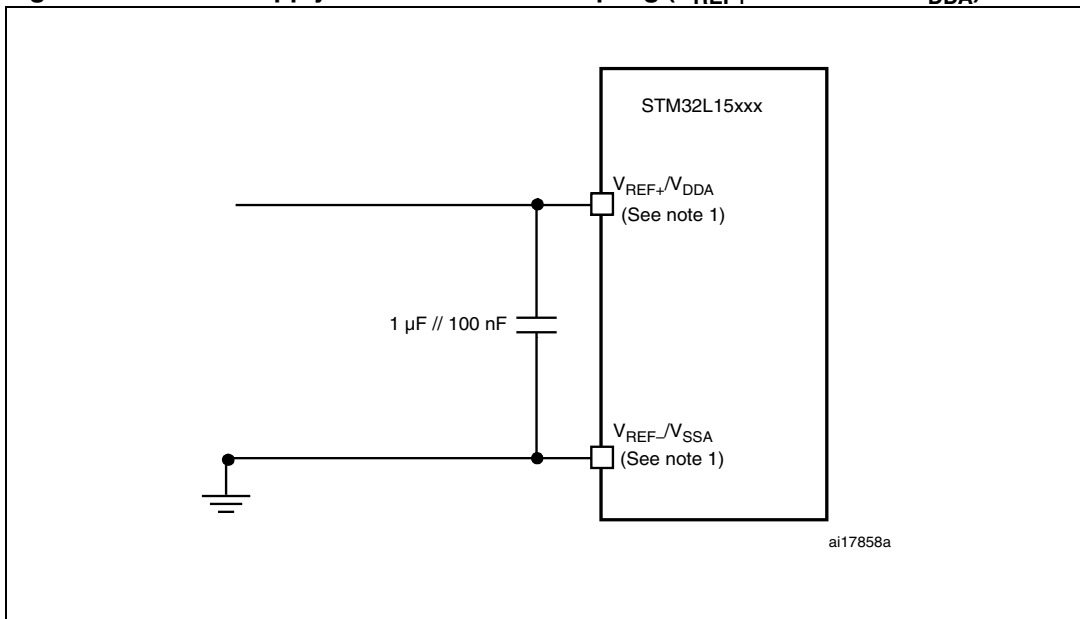 STM32L15xxx
VREF+/VDDA
(See note 1)
1 µF // 100 nF
VREF–/VSSA
(See note 1)
ai17858a